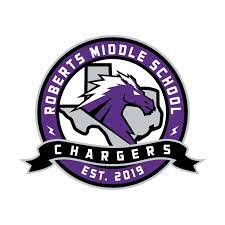 ROBERTS MIDDLE SCHOOL
CHARGERS
EST. 2019